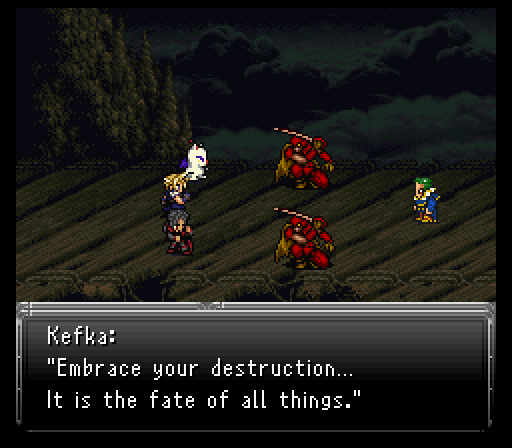 Kefka:
"Embrace your destruction…
It is the fate of all things."